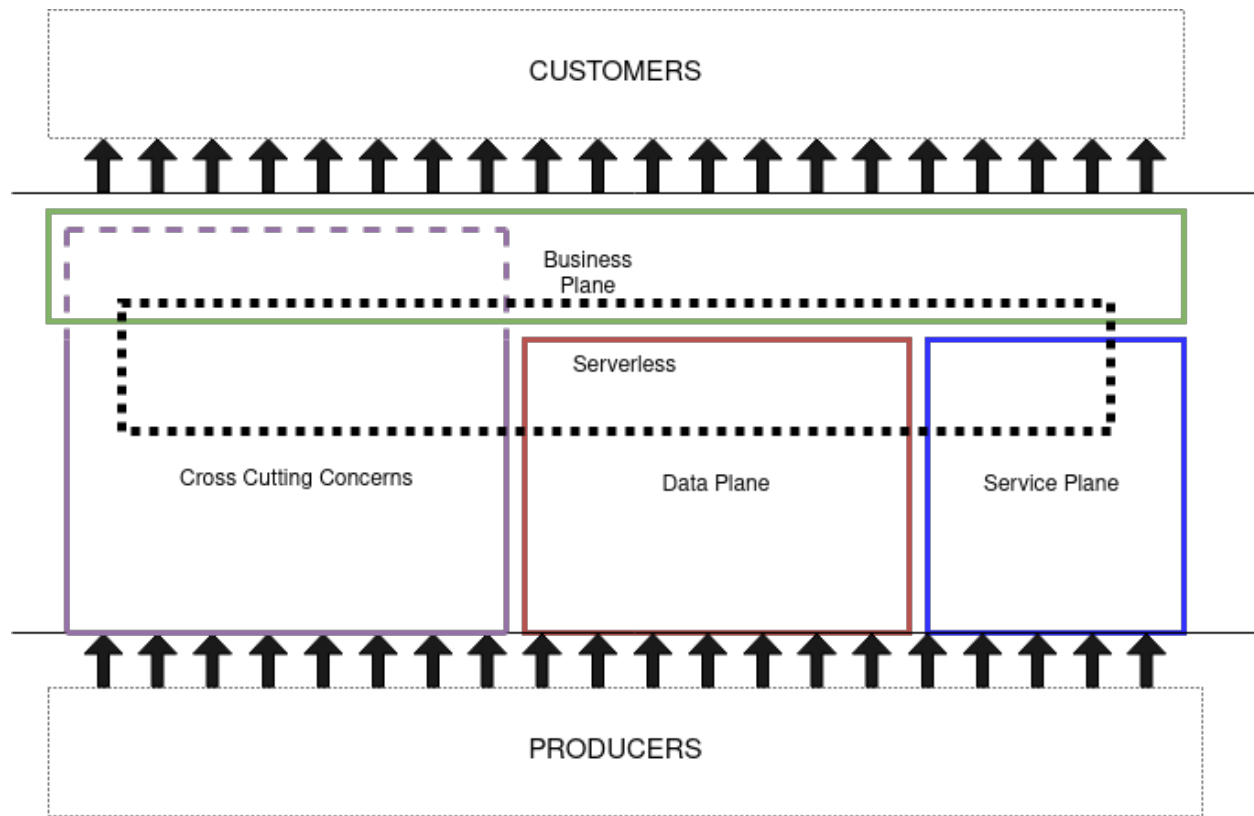 CUSTOMERS
Business
Plane
Serverless
Cross Cutting Concerns
Data Plane
Service Plane
PRODUCERS